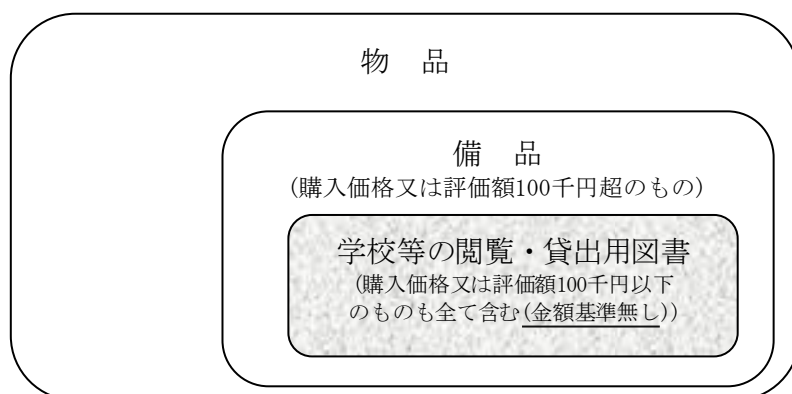 物　品
備　品
(購入価格又は評価額100千円超のもの)
学校等の閲覧・貸出用図書
(購入価格又は評価額100千円以下
のものも全て含む(金額基準無し))